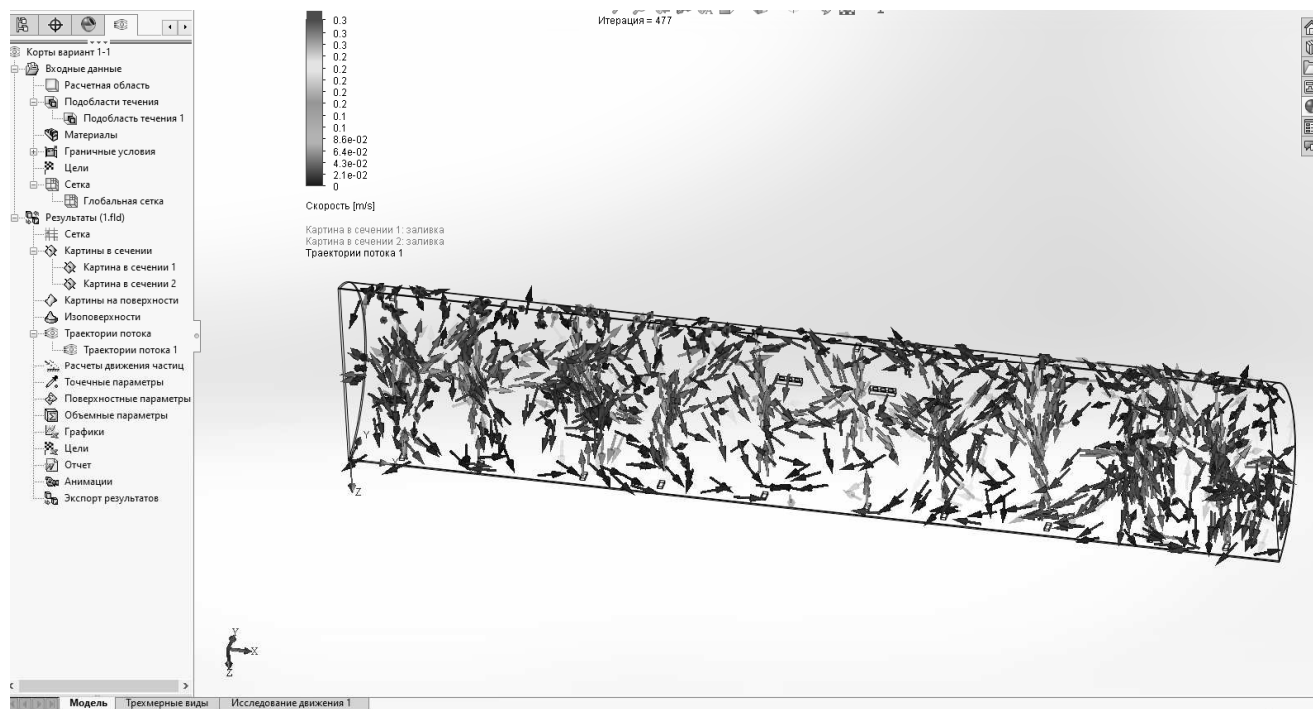 Корты вариант 1-1
Входные данные
Расчетная область
Подобласти течения
Подобласть течения 1
Материалы
Граничные условия
Цели
Сетка
Глобальная сетка
Результаты (1.fld)
Сетка
Картины в сечении
Картина в сечении 1
Картина в сечении 2
Картины на поверхности
Изоповерхности
Траектории потока
Траектории потока 1
Расчеты движения частиц
Точечные параметры
Поверхностные параметры
Объемные параметры
Графики
Цели
Отчет
Анимации
Экспорт результатов
0.3
0.3
0.3
0.2
0.2
0.2
0.2
0.2
0.1
0.1
8.6e-02
6.4e-02
4.3e-02
2.1e-02
0
Скорость [m/s]
Картина в сечении 1: заливка
Картина в сечении 2: заливка
Траектории потока 1
Итерация = 477
Y
Z
Y
X
Z
Модель
Трехмерные виды
Исследование движения 1